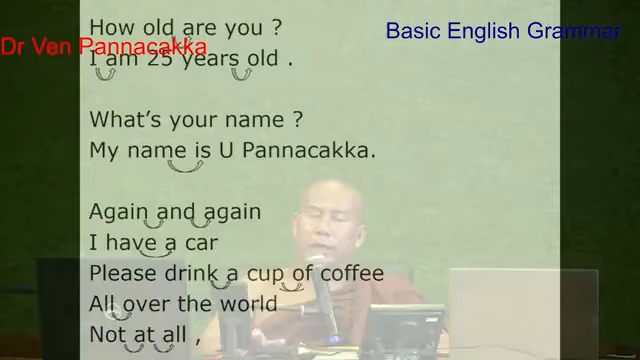 How old are you ?
Basic English Grammar
Dr Ven Pannacakka
I am 25 years old .
What's your name ?
My name is U Pannacakka.
Again and again
I have a car
Please drink a cup of coffee
All over the world
Not at all ,